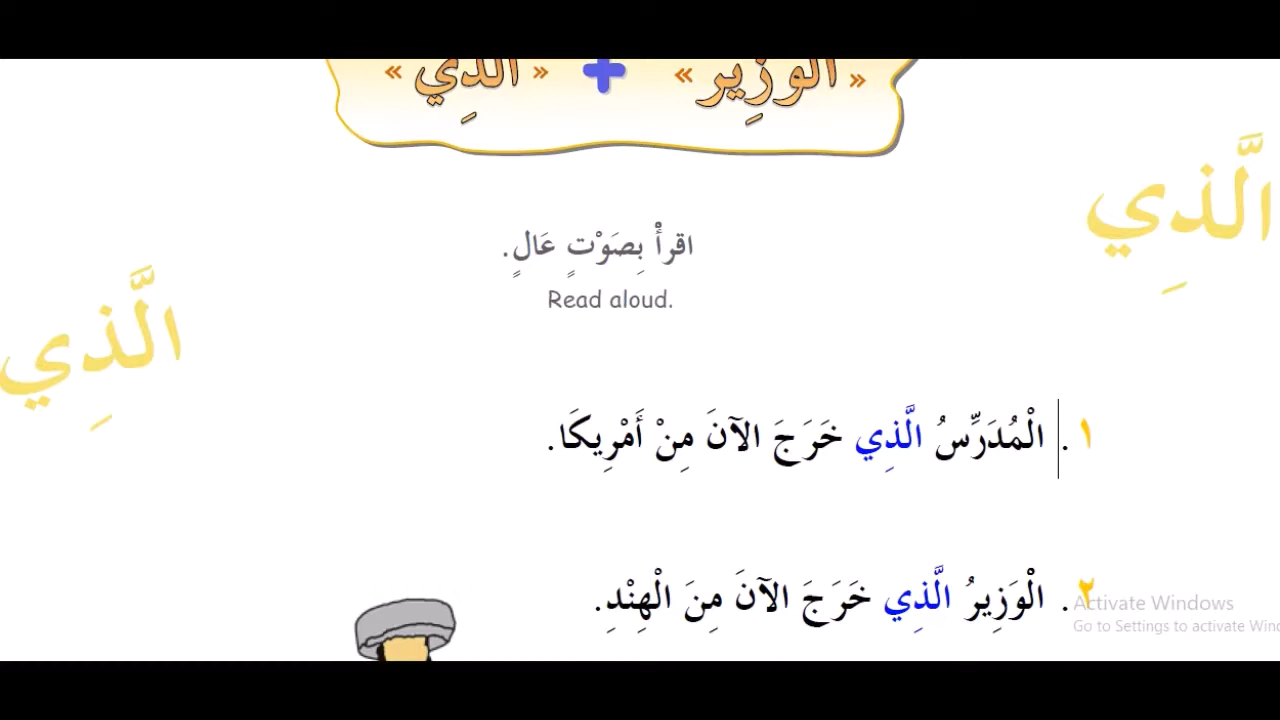 « الْوَزِير » + « الَّذِي »
الَّذِي
اقرأْ بِصَوْتٍ عَالٍ.
Read aloud.
الَّذِي
١. الْمُدَرِّسُ الَّذِي خَرَجَ الآنَ مِنْ أَمْرِيكَا.
٢. الْوَزِيرُ الَّذِي خَرَجَ الآنَ مِنَ الْهِنْدِ.
Activate Windows
Go to Settings to activate Win